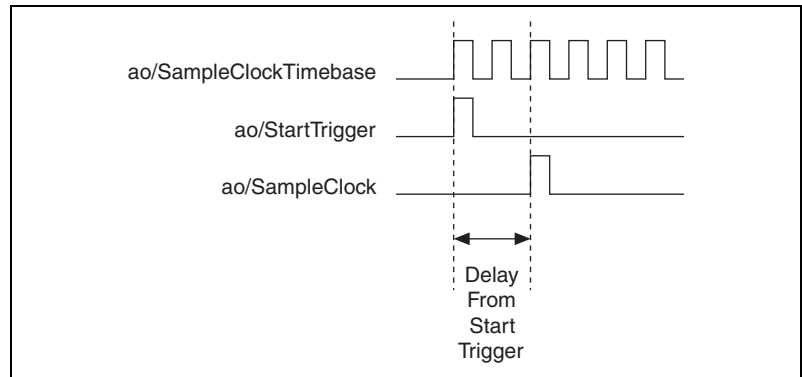 ao/SampleClockTimebase
ao/StartTrigger
ao/SampleClock
Delay
From
Start
Trigger